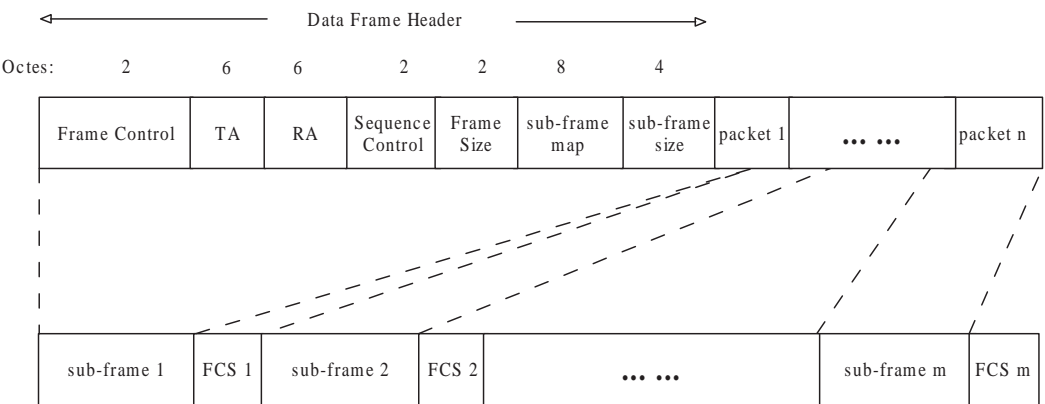 Data Frame Header
Octes: 2 6 6 2 2 8 4
Frame Control TA RA Sequence Control Frame Size sub-frame map sub-frame size packet 1 ... ... packet n
sub-frame 1 FCS 1 sub-frame 2 FCS 2 ... ... sub-frame m FCS m